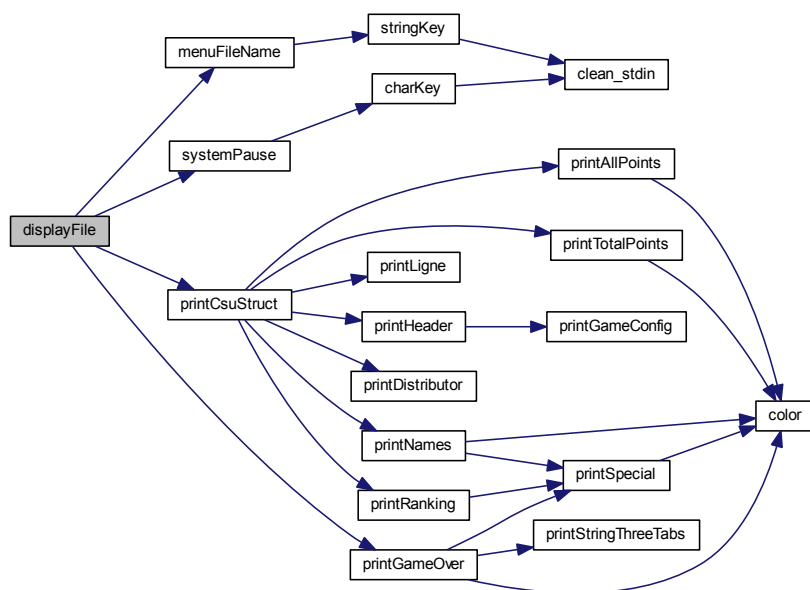 displayFile
menuFileName
stringKey
clean_stdin
systemPause
charKey
printCsuStruct
printAllPoints
printTotalPoints
printLigne
printHeader
printGameConfig
printDistributor
printNames
printRanking
printSpecial
color
printGameOver
printStringThreeTabs